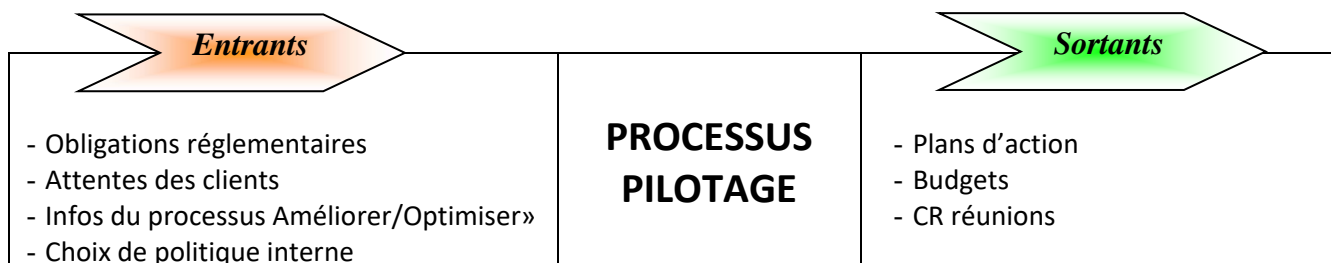 Entrants
- Obligations réglementaires
- Attentes des clients
- Infos du processus Améliorer/Optimiser»
- Choix de politique interne
PROCESSUS
PILOTAGE
Sortants
- Plans d’action
- Budgets
- CR réunions